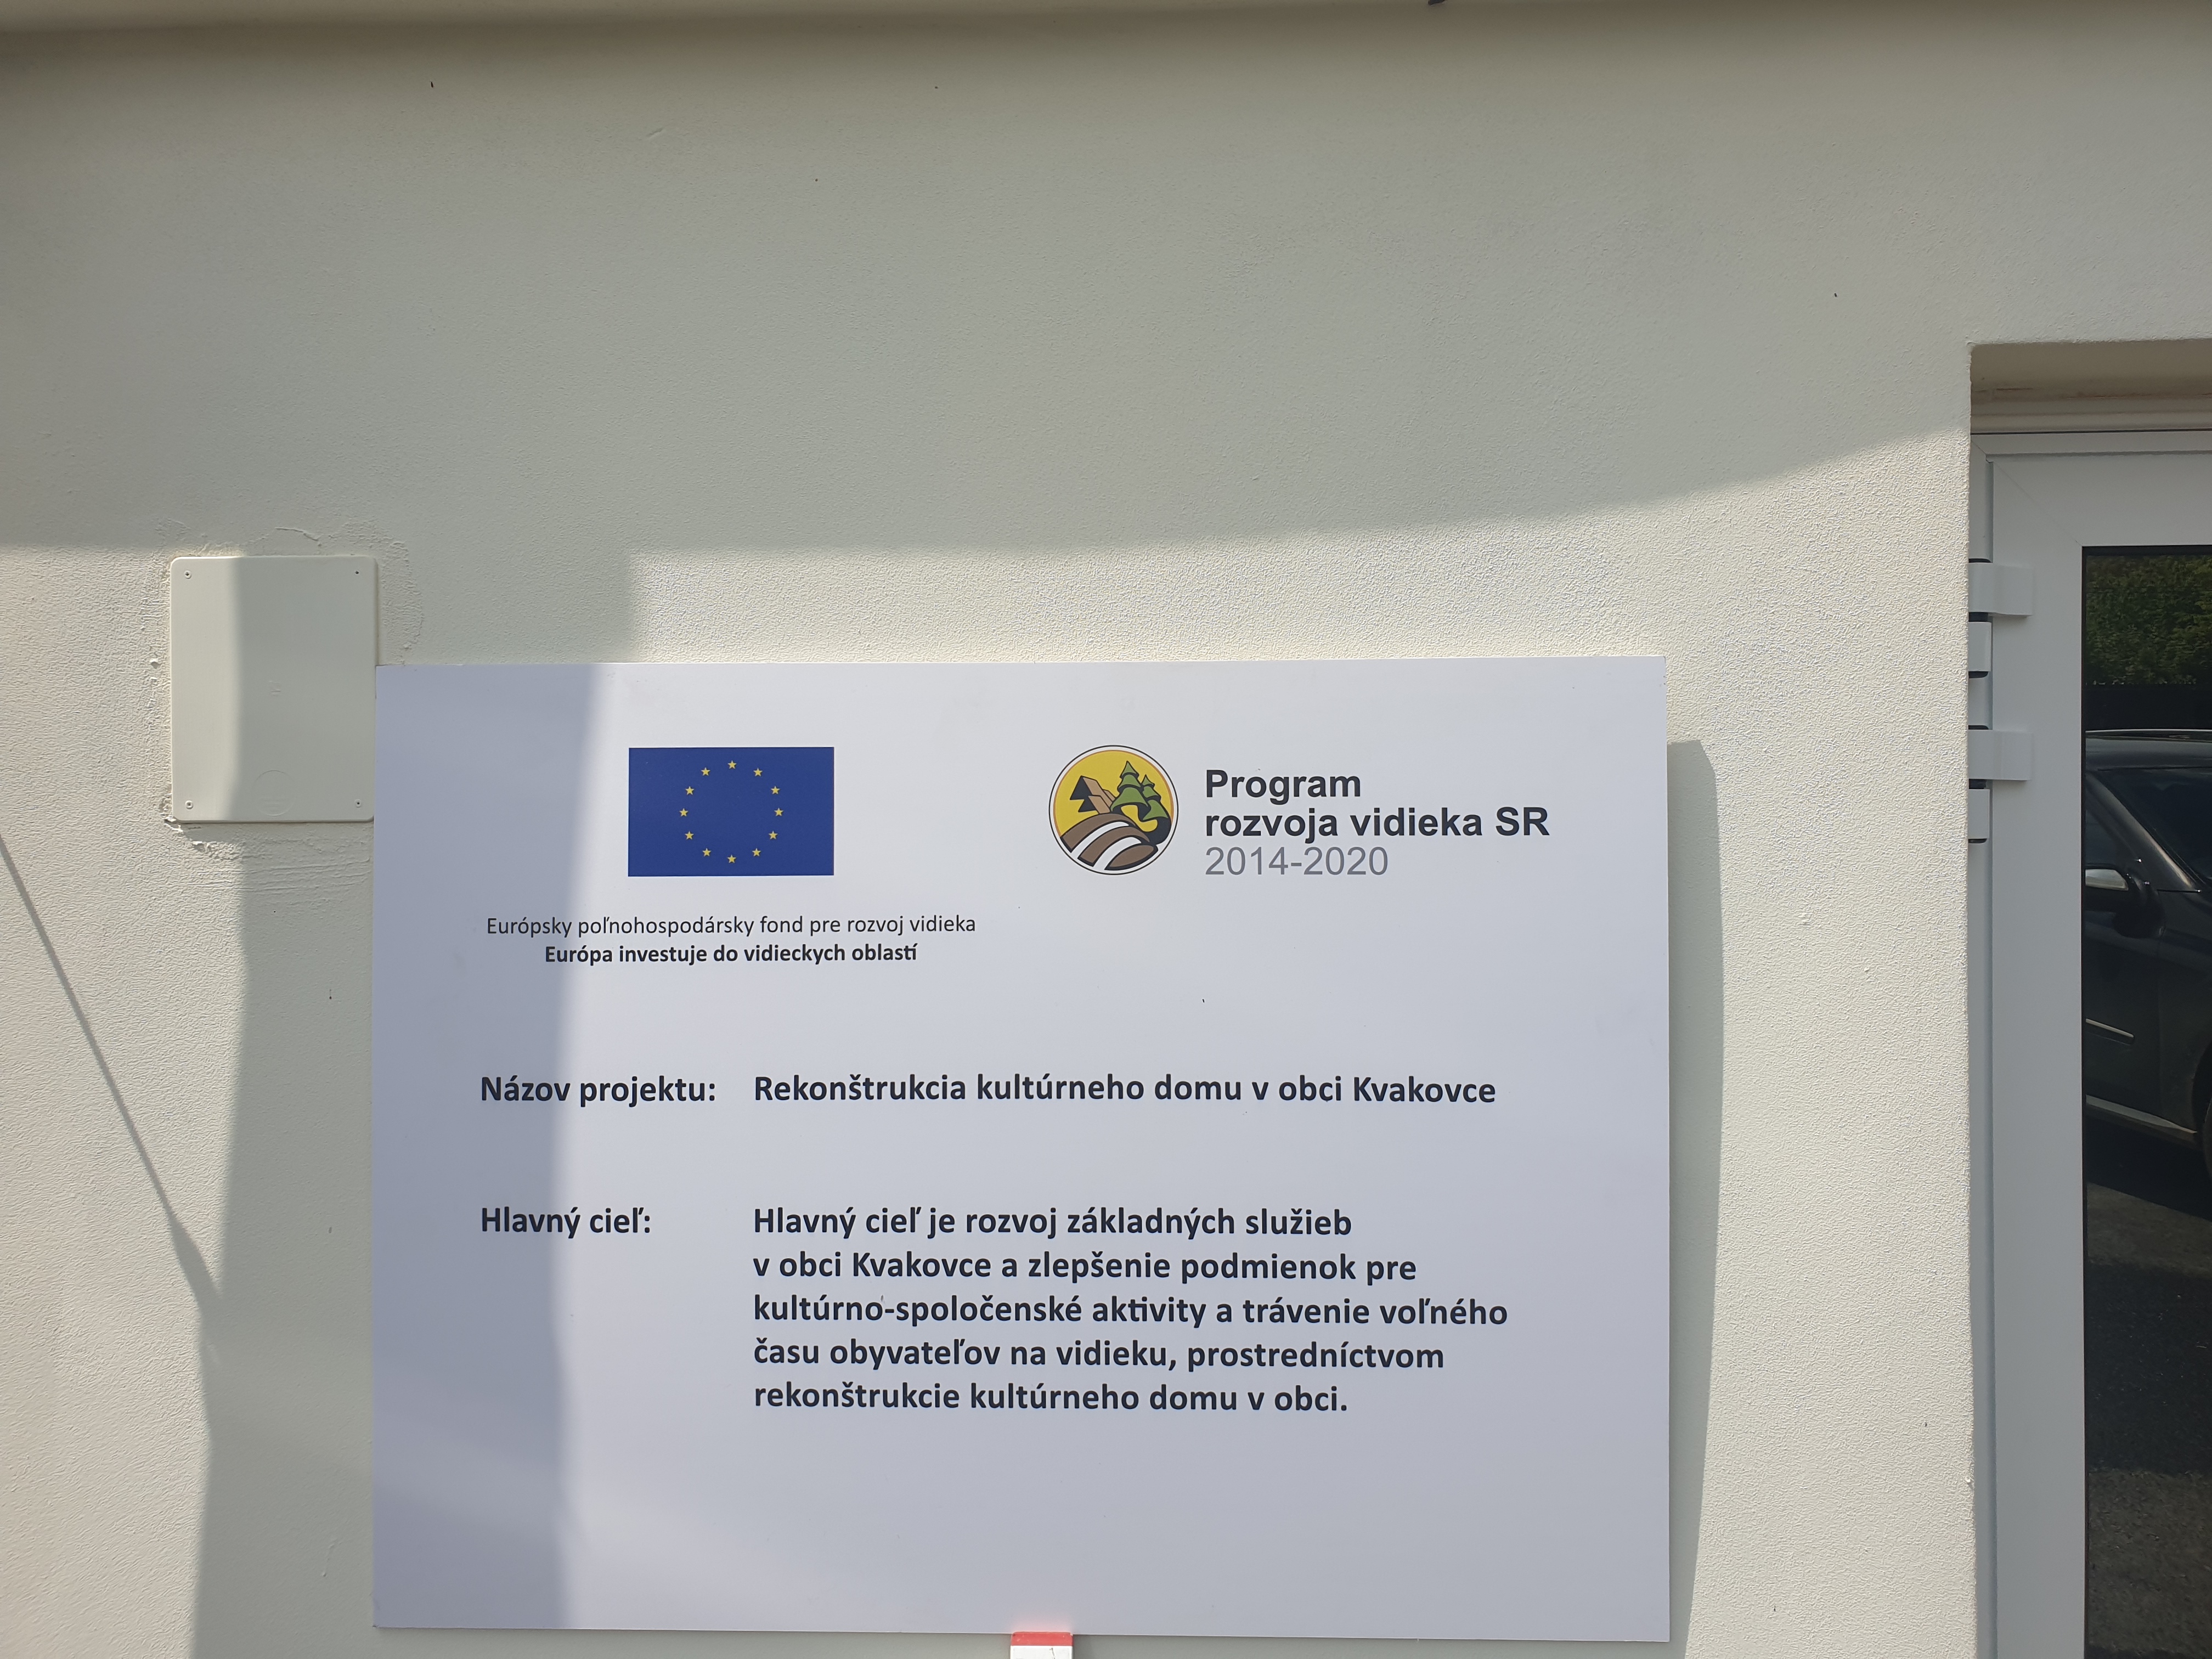 Program
rozvoja vidieka SR
2014-2020
Európsky poľnohospodársky fond pre rozvoj vidieka
Európa investuje do vidieckych oblastí
Názov projektu: Rekonštrukcia kultúrneho domu v obci Kvakovce
Hlavný cieľ: Hlavný cieľ je rozvoj základných služieb
v obci Kvakovce a zlepšenie podmienok pre
kultúrno-spoločenské aktivity a trávenie voľného
času obyvateľov na vidieku, prostredníctvom
rekonštrukcie kultúrneho domu v obci.